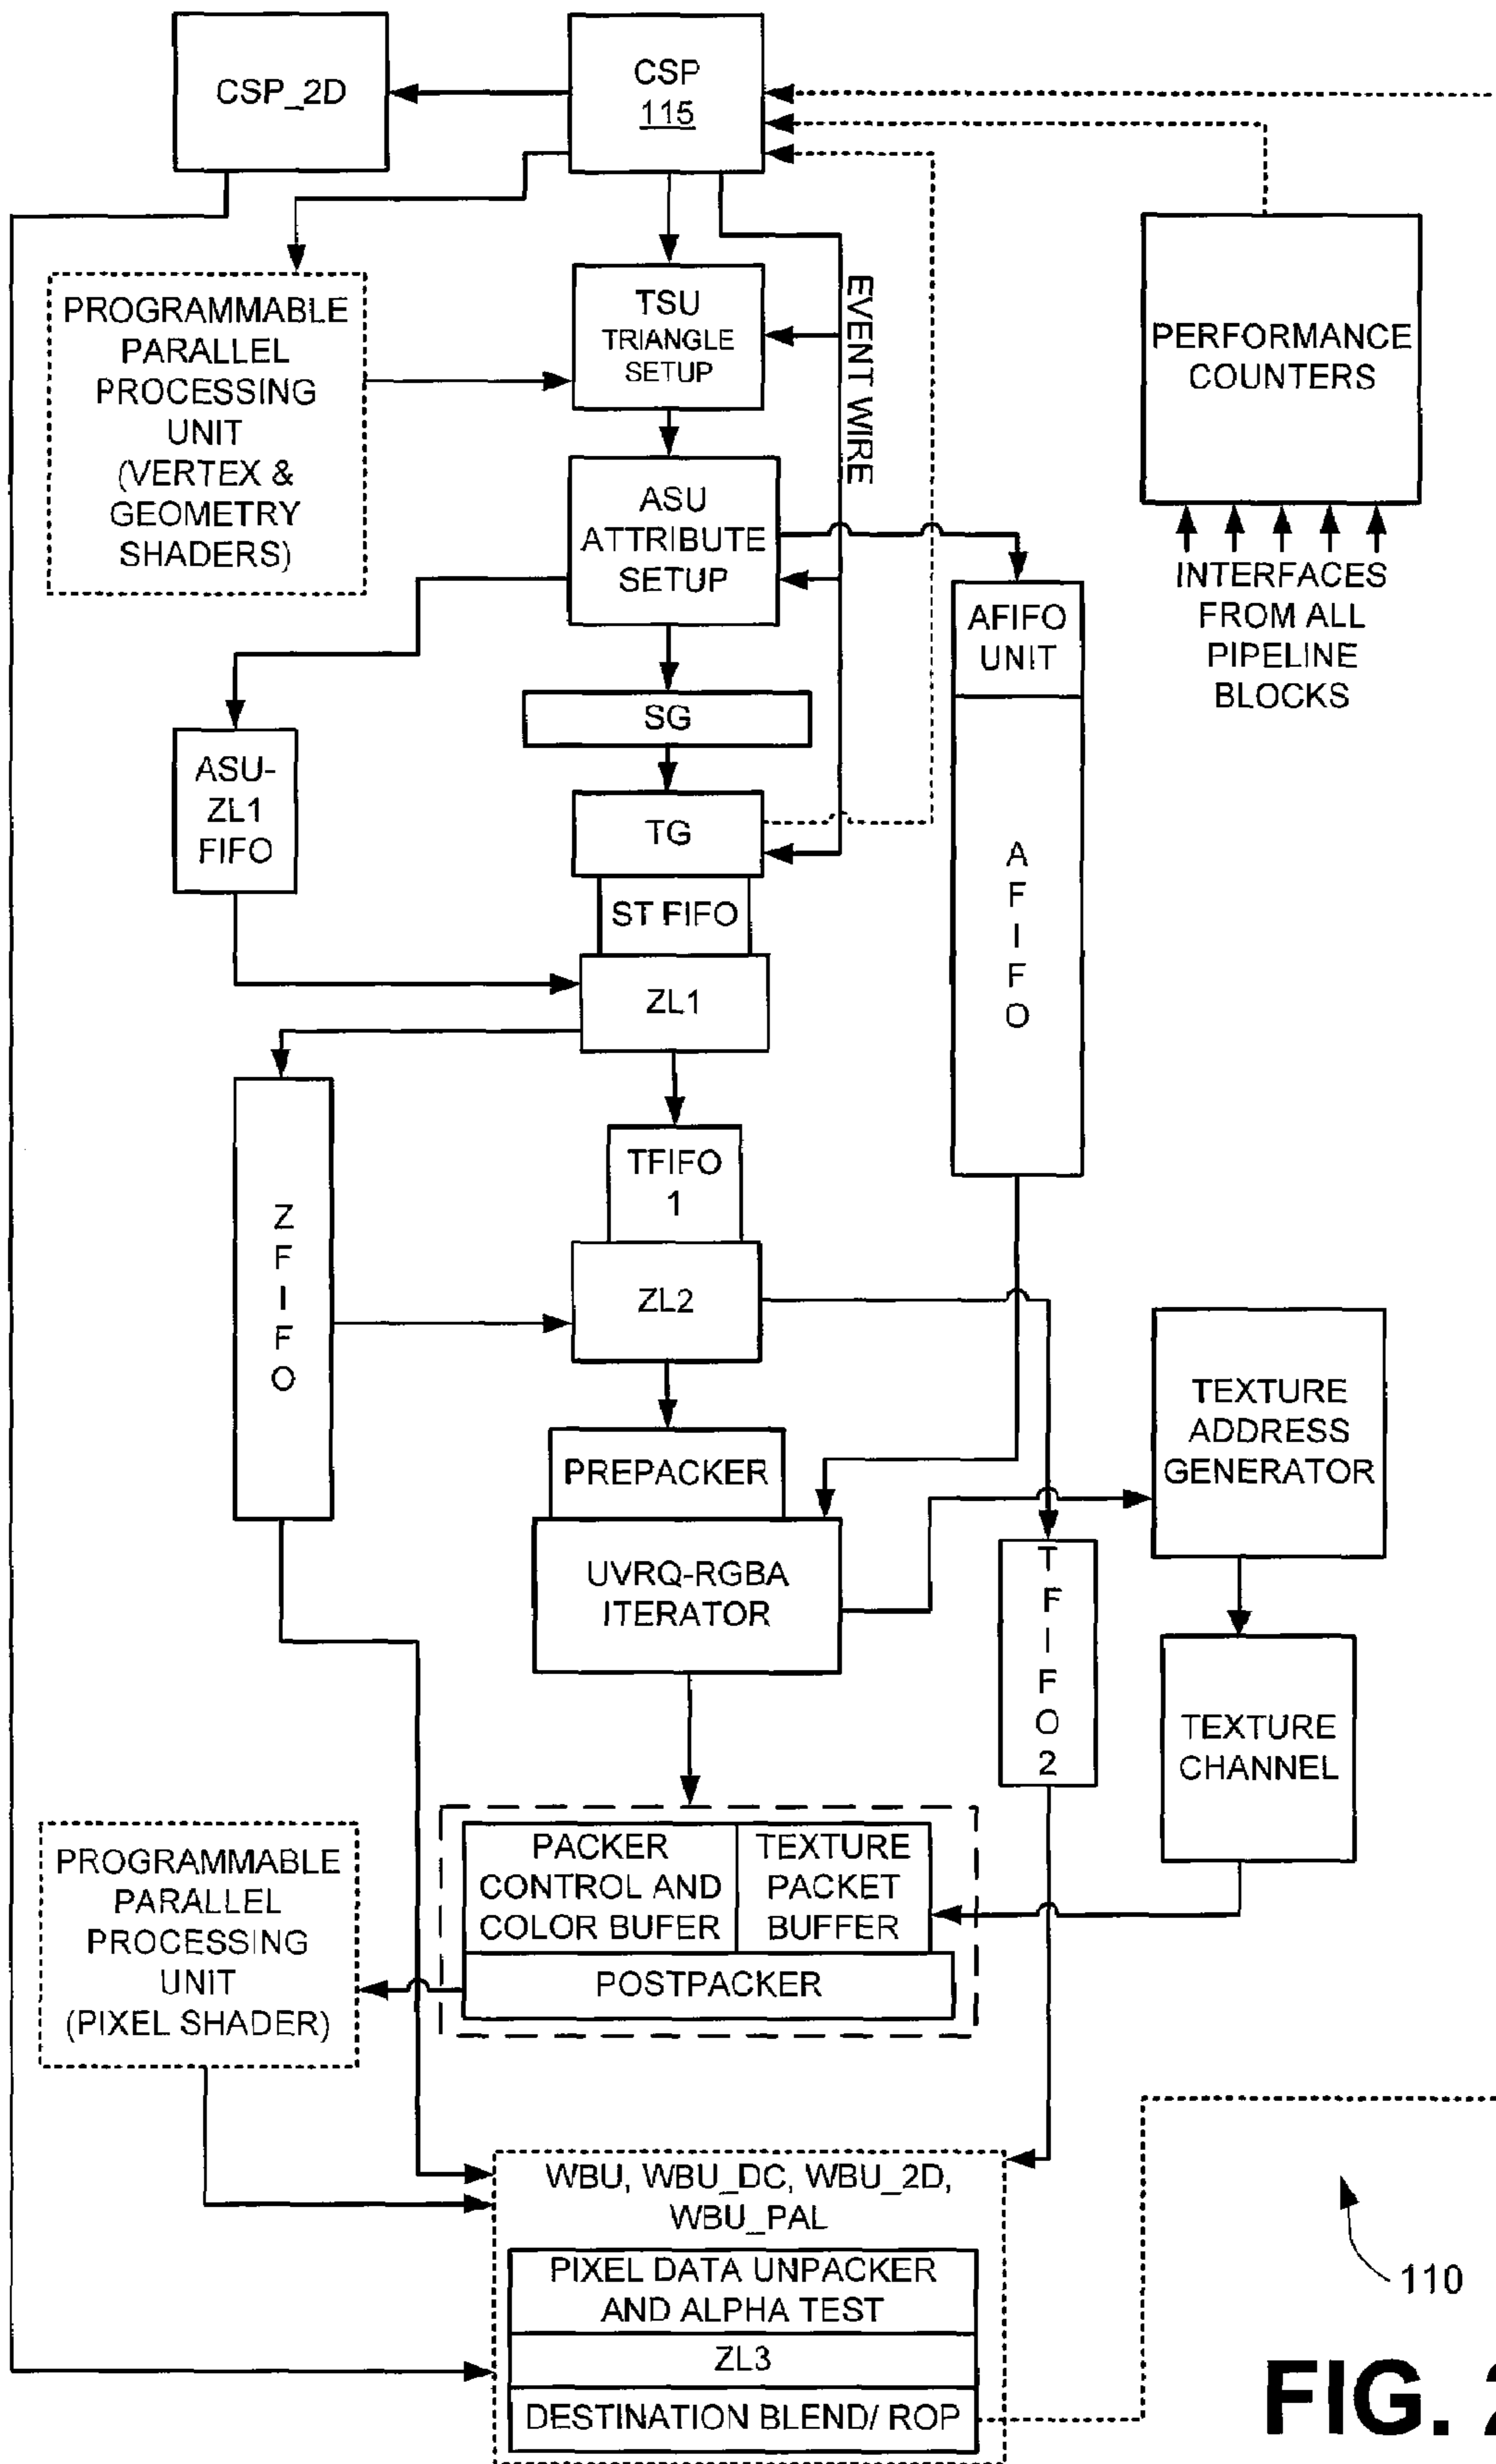 CSP_2D
CSP
115
PROGRAMMABLE
PARALLEL
PROCESSING
UNIT
(VERTEX &
GEOMETRY
SHADERS)
TSU
TRIANGLE
SETUP
EVENT WIRE
PERFORMANCE
COUNTERS
INTERFACES
FROM ALL
PIPELINE
BLOCKS
ASU
ATTRIBUTE
SETUP
AFIFO
UNIT
AFIFO
SG
ASU-
ZL1
FIFO
TG
ST FIFO
ZL1
ZFIFO
TFIFO
1
ZL2
PREPACKER
UVRQ-RGBA
ITERATOR
TEXTURE
ADDRESS
GENERATOR
TFIFO2
TEXTURE
CHANNEL
PROGRAMMABLE
PARALLEL
PROCESSING
UNIT
(PIXEL SHADER)
PACKER
CONTROL AND
COLOR BUFER
TEXTURE
PACKET
BUFFER
POSTPACKER
WBU, WBU_DC, WBU_2D,
WBU_PAL
PIXEL DATA UNPACKER
AND ALPHA TEST
ZL3
DESTINATION BLEND/ ROP
110
FIG. 2